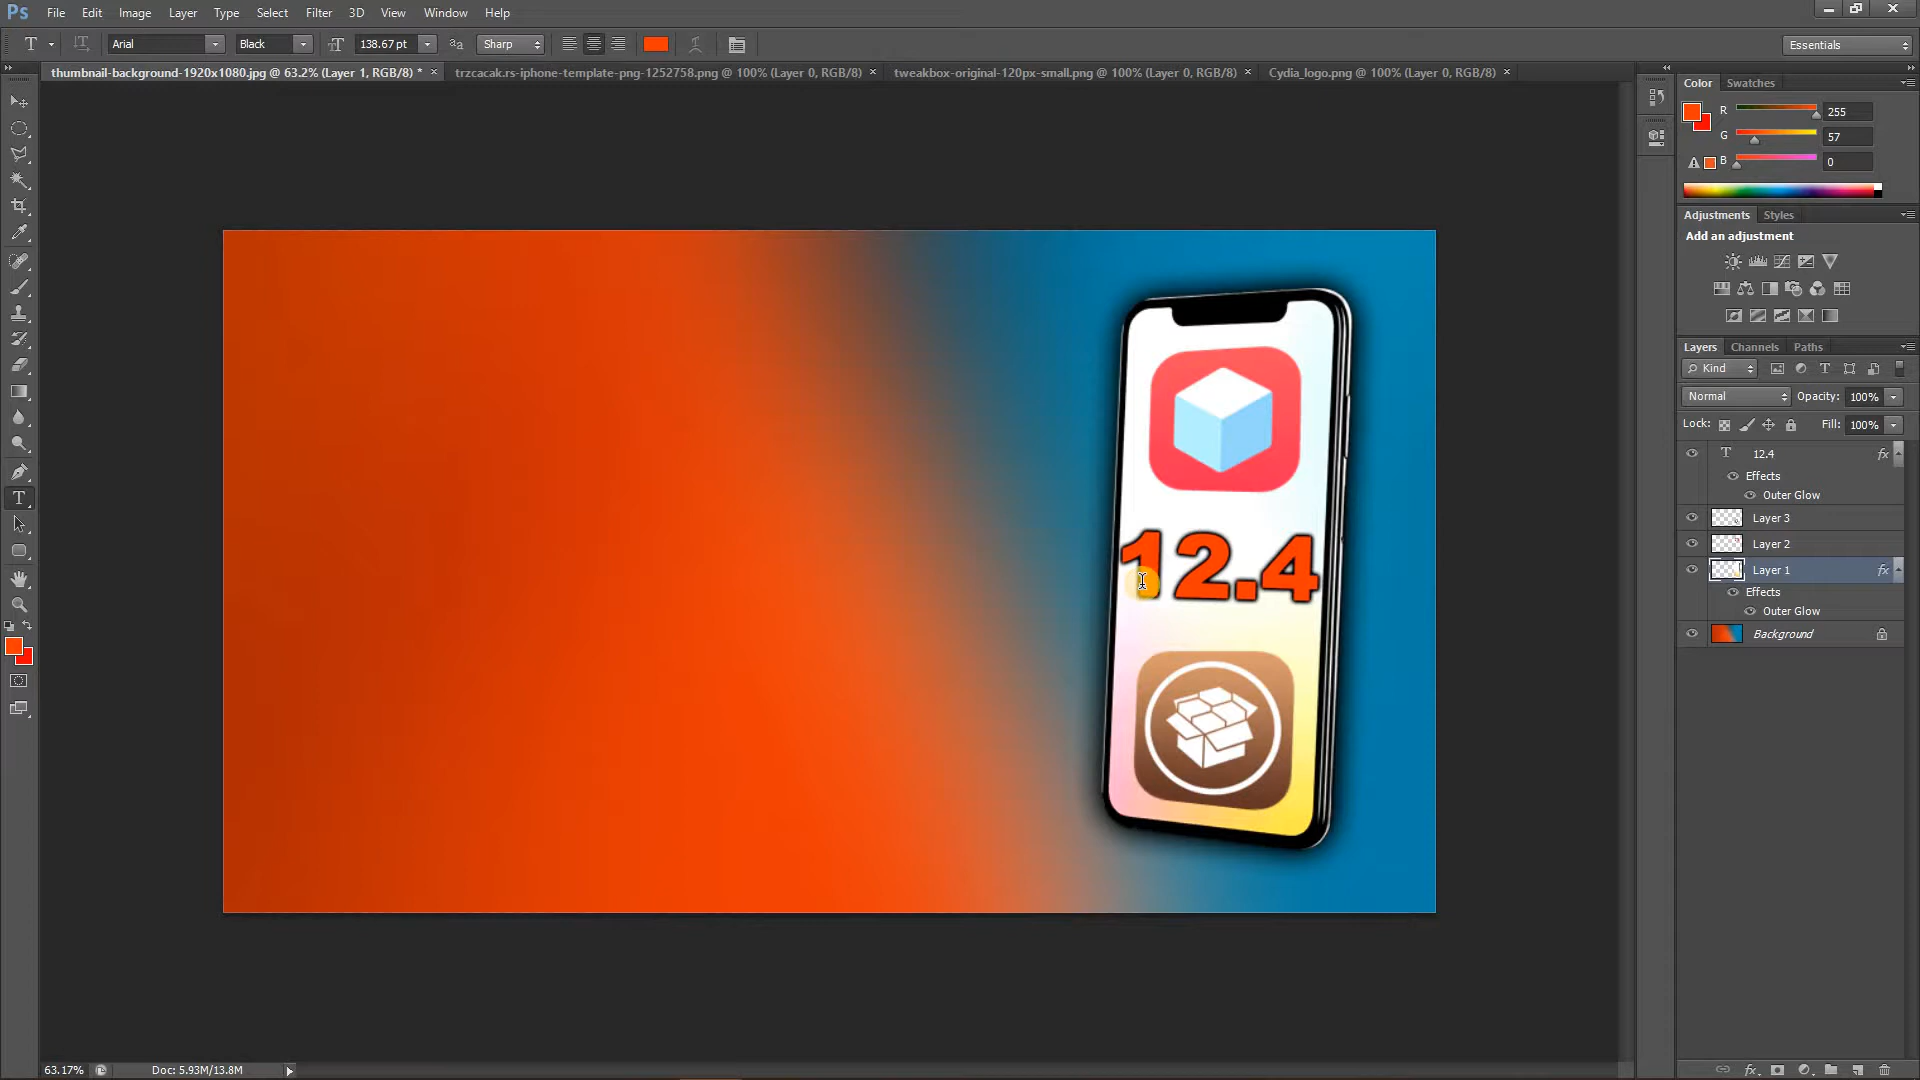 Ps File Edit Image Layer Type Select Filter 3D View Window Help
T Arial Black 138.67 pt Sharp Essentials
thumbnail-background-1920x1080.jpg @ 63.2% (Layer 1, RGB/8) * trzcacak.rs-iphone-template-png-1252758.png @ 100% (Layer 0, RGB/8) tweakbox-original-120px-small.png @ 100% (Layer 0, RGB/8) Cydia_logo.png @ 100% (Layer 0, RGB/8)
Color Swatches
R 255
G 57
B 0
Adjustments Styles
Add an adjustment
Layers Channels Paths
Kind
Normal Opacity: 100%
Lock: Fill: 100%
T 12.4 fx
Effects
Outer Glow
Layer 3
Layer 2
Layer 1 fx
Effects
Outer Glow
Background
12.4
63.17% Doc: 5.93M/13.8M